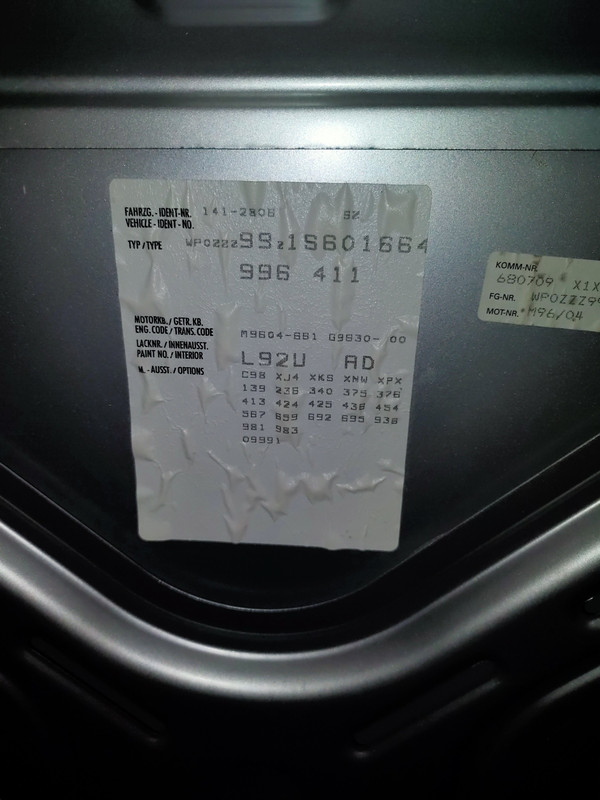 FAHRZG.-IDENT-NR. 141-2808 SZ
VEHICLE-IDENT-NO.
TYP/TYPE WP0ZZZ99Z1S601664
996 411
MOTORKB./GETR.KB. M9604-661 G9630- 00
ENG. CODE/TRANS. CODE
LACKNR./INNENAUSST. L92U AD
PAINT NO./INTERIOR
M.-AUSST./OPTIONS C98 XJ4 XKS XNW XPX
139 238 340 375 376
413 424 425 436 454
567 659 692 695 938
981 983
09991
KOMM-NR.
680709 X1X
FG-NR. WP0ZZZ99
MOT-NR. M96/04